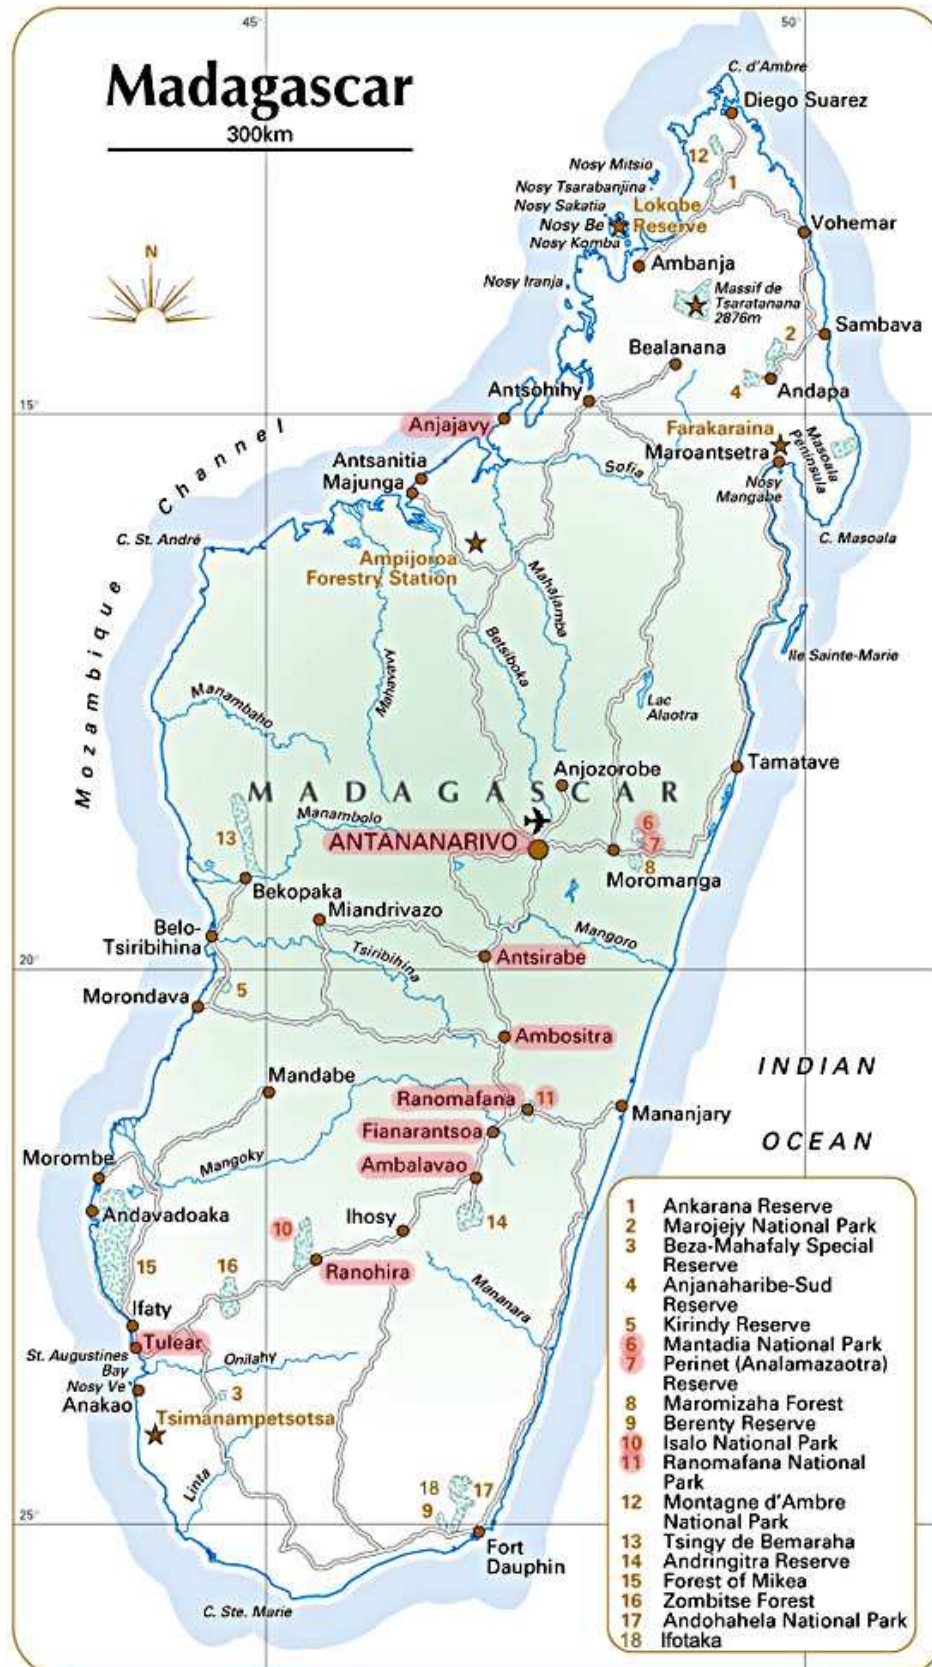 45°
50°
Madagascar
300km
N
C. d'Ambre
Diego Suarez
12
Nosy Mitsio
1
Nosy Tsarabanjina
Nosy Sakatia
Lokobe
Reserve
Nosy Be
Nosy Komba
Vohemar
Ambanja
Nosy Iranja
Massif de
Tsaratanana
2876m
Sambava
2
Bealanana
4
Andapa
Antsohihy
15°
Anjajavy
Farakaraina
Maroantsetra
Masoala
Peninsula
Antsanitia
Majunga
Sofia
Nosy
Mangabe
Mozambique Channel
C. St. André
C. Masoala
Ampijoroa
Forestry Station
Mahajamba
Betsiboka
Mahavavy
Ile Sainte-Marie
Manambaho
Lac
Alaotra
Tamatave
Anjozorobe
MADAGASCAR
Manambolo
13
6
7
8
ANTANANARIVO
Moromanga
Bekopaka
Miandrivazo
Belo-
Tsiribihina
Tsiribihina
Mangoro
Antsirabe
20°
5
Morondava
Ambositra
INDIAN
OCEAN
Mandabe
Ranomafana
11
Mananjary
Fianarantsoa
Mangoky
Morombe
Ambalavao
Andavadoaka
14
Ihosy
10
Ranohira
15
16
Mananara
Ifaty
Tulear
St. Augustines
Bay
Onilahy
Nosy Ve
Anakao
3
Tsimanampetsotsa
Linta
18
17
9
25°
Fort
Dauphin
C. Ste. Marie
1 Ankarana Reserve
2 Marojejy National Park
3 Beza-Mahafaly Special
Reserve
4 Anjanaharibe-Sud
Reserve
5 Kirindy Reserve
6 Mantadia National Park
7 Perinet (Analamazaotra)
Reserve
8 Maromizaha Forest
9 Berenty Reserve
10 Isalo National Park
11 Ranomafana National
Park
12 Montagne d'Ambre
National Park
13 Tsingy de Bemaraha
14 Andringitra Reserve
15 Forest of Mikea
16 Zombitse Forest
17 Andohahela National Park
18 Ifotaka